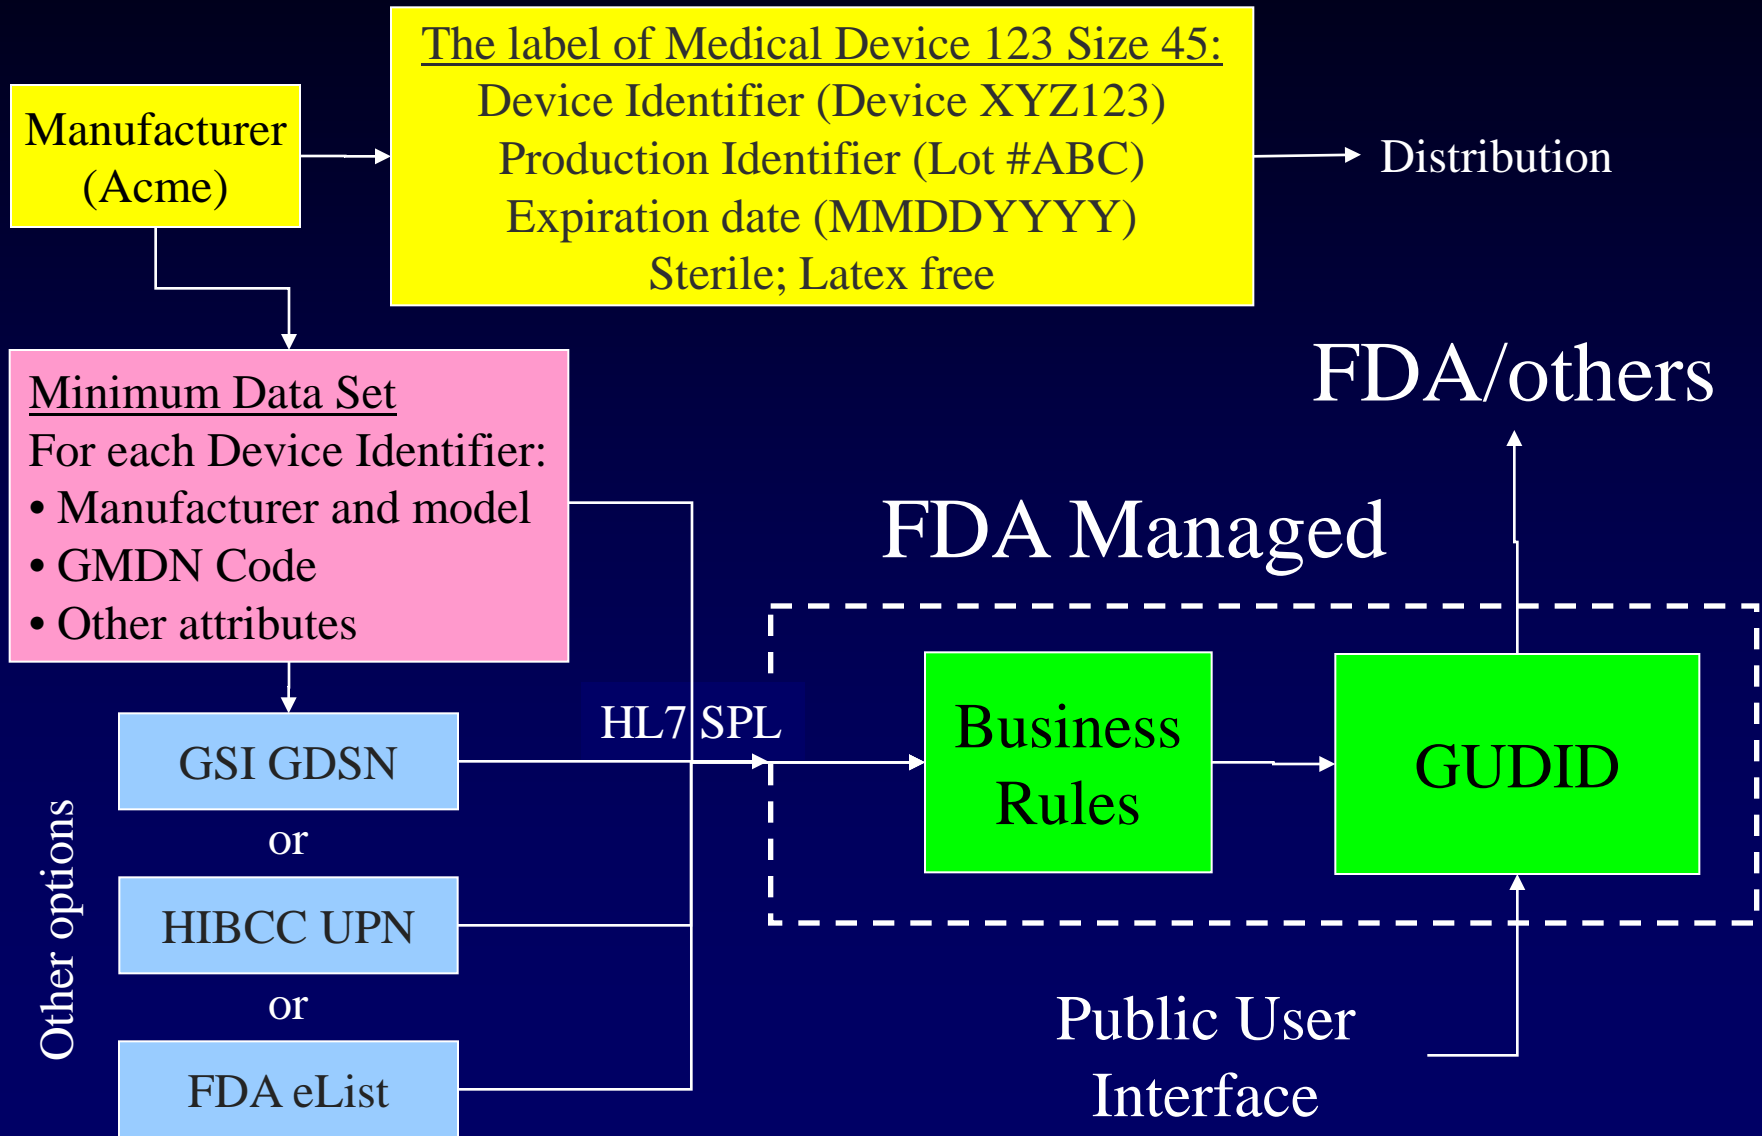 The label of Medical Device 123 Size 45:
Device Identifier (Device XYZ123)
Production Identifier (Lot #ABC)
Expiration date (MMDDYYYY)
Sterile; Latex free
Manufacturer
(Acme)
Distribution
Minimum Data Set
For each Device Identifier:
• Manufacturer and model
• GMDN Code
• Other attributes
FDA/others
FDA Managed
HL7 SPL
Business
Rules
GUDID
Other options
GSI GDSN
or
HIBCC UPN
or
FDA eList
Public User
Interface